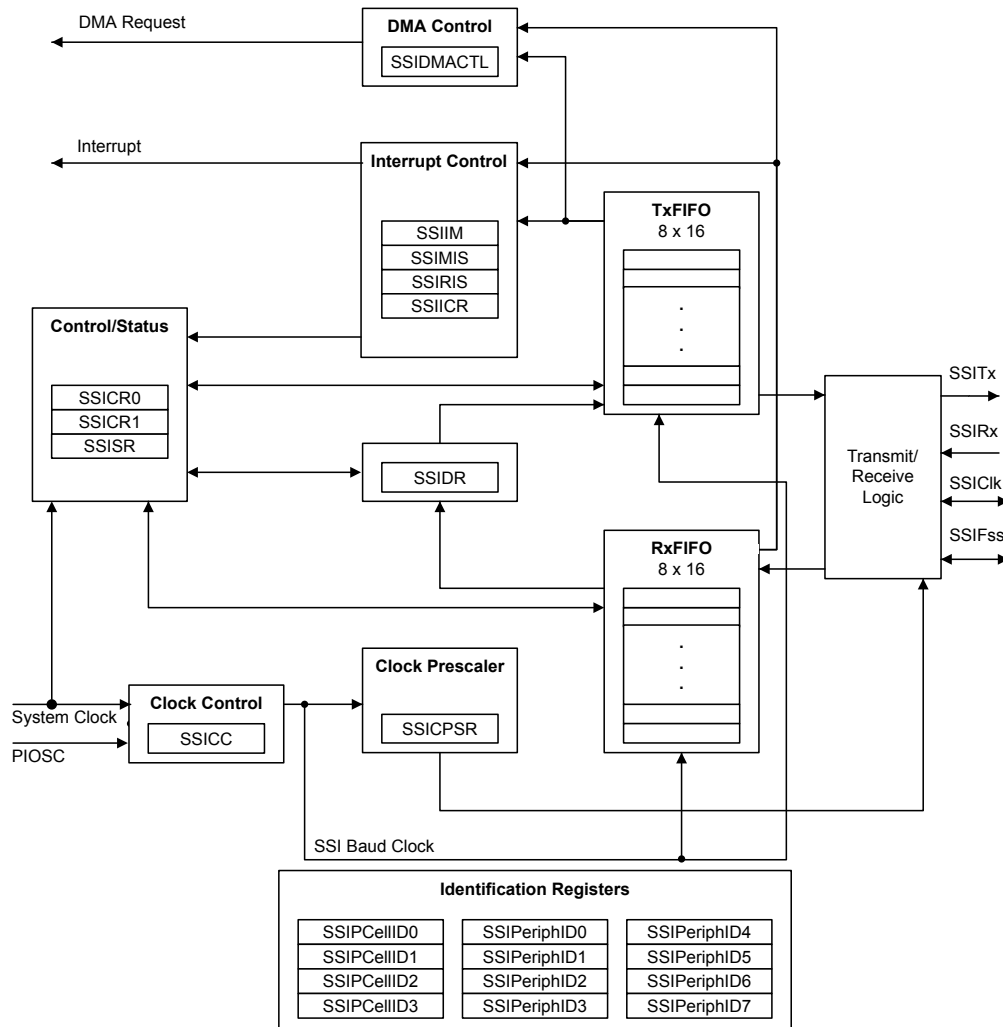 DMA Request
DMA Control
SSIDMACTL
Interrupt
Interrupt Control
SSIIM
SSIMIS
SSIRIS
SSIICR
TxFIFO
8 x 16
.
.
.
Control/Status
SSICR0
SSICR1
SSISR
SSIDR
Transmit/
Receive
Logic
SSITx
SSIRx
SSIClk
SSIFss
RxFIFO
8 x 16
.
.
.
Clock Prescaler
SSICPSR
System Clock
PIOSC
Clock Control
SSICC
SSI Baud Clock
Identification Registers
SSIPCellID0
SSIPCellID1
SSIPCellID2
SSIPCellID3
SSIPeriphID0
SSIPeriphID1
SSIPeriphID2
SSIPeriphID3
SSIPeriphID4
SSIPeriphID5
SSIPeriphID6
SSIPeriphID7